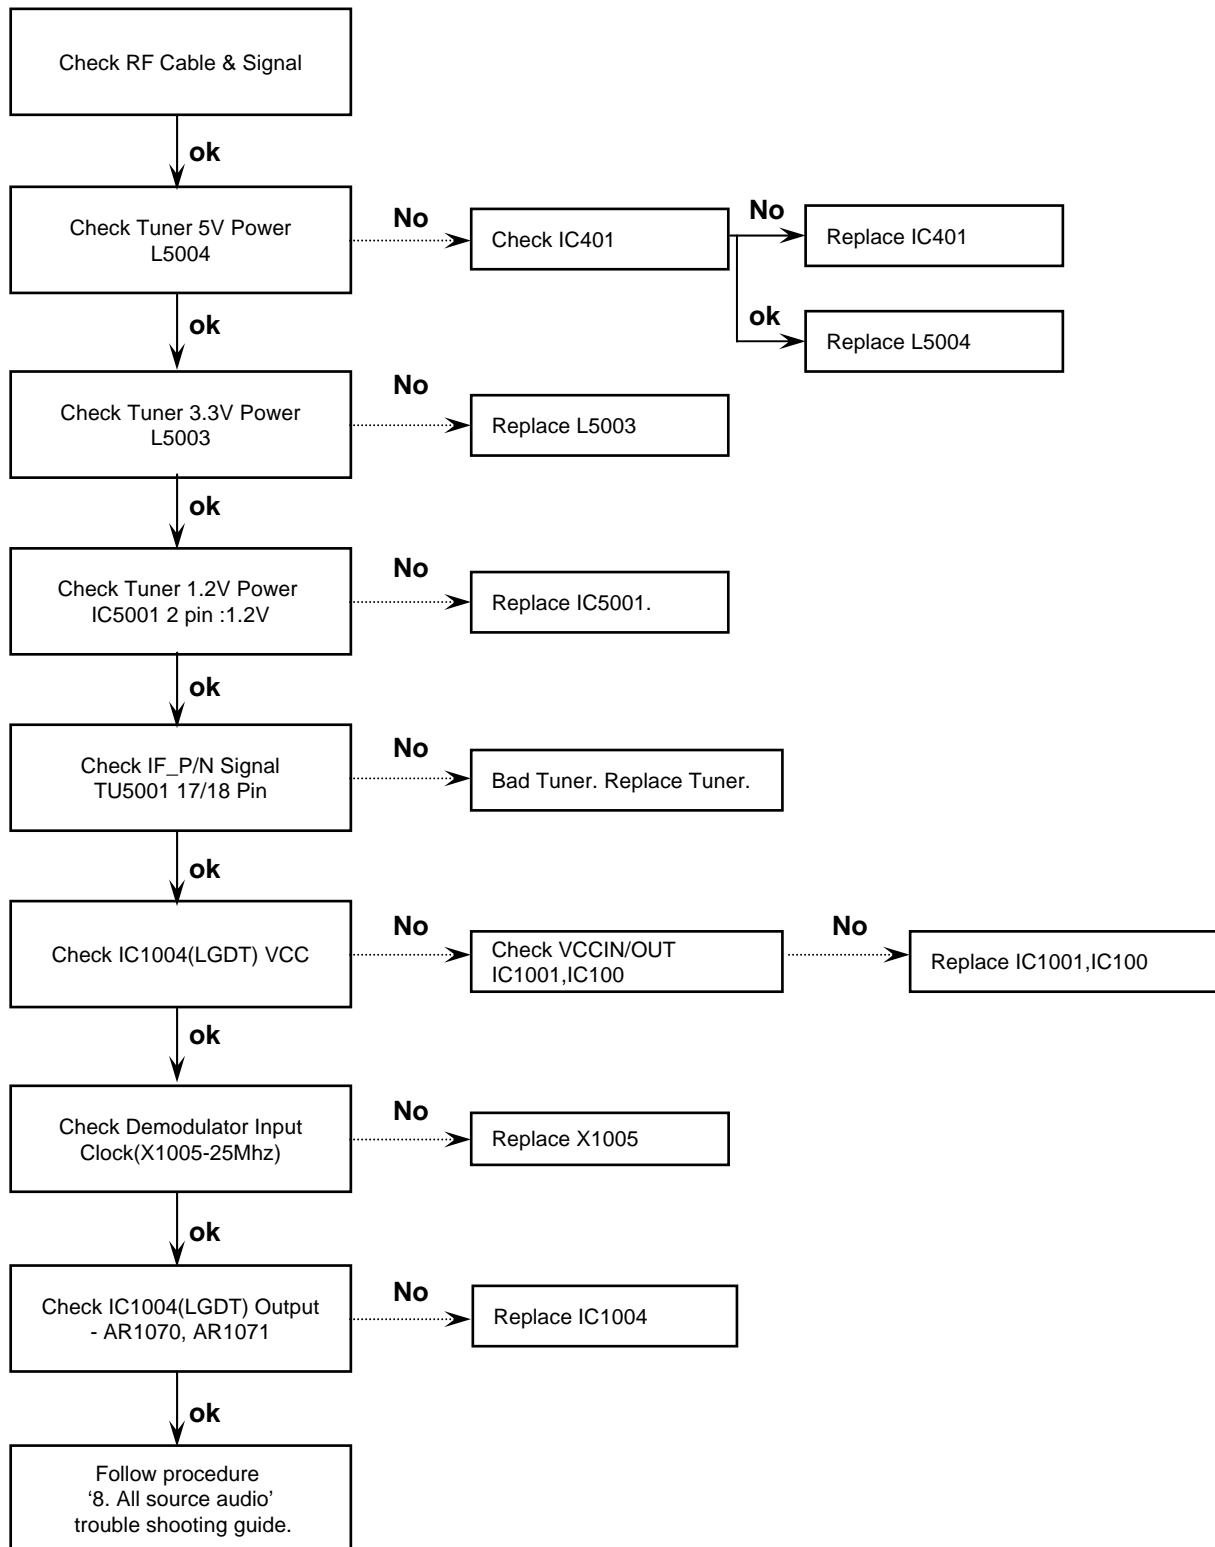 Check RF Cable & Signal
ok
Check Tuner 5V Power
L5004
No
Check IC401
No
Replace IC401
ok
Replace L5004
ok
Check Tuner 3.3V Power
L5003
No
Replace L5003
ok
Check Tuner 1.2V Power
IC5001 2 pin :1.2V
No
Replace IC5001.
ok
Check IF_P/N Signal
TU5001 17/18 Pin
No
Bad Tuner. Replace Tuner.
ok
Check IC1004(LGDT) VCC
No
Check VCCIN/OUT
IC1001,IC100
No
Replace IC1001,IC100
ok
Check Demodulator Input
Clock(X1005-25Mhz)
No
Replace X1005
ok
Check IC1004(LGDT) Output
- AR1070, AR1071
No
Replace IC1004
ok
Follow procedure
‘8. All source audio’
trouble shooting guide.